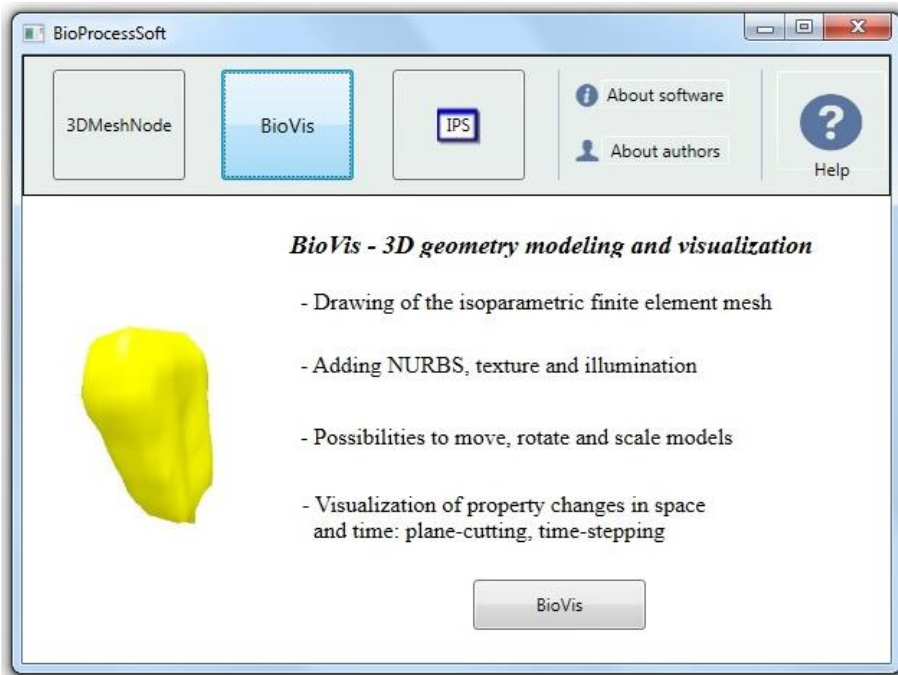 BioProcessSoft
3DMeshNode
BioVis
IPS
About software
About authors
Help
BioVis - 3D geometry modeling and visualization
- Drawing of the isoparametric finite element mesh
- Adding NURBS, texture and illumination
- Possibilities to move, rotate and scale models
- Visualization of property changes in space
and time: plane-cutting, time-stepping
BioVis